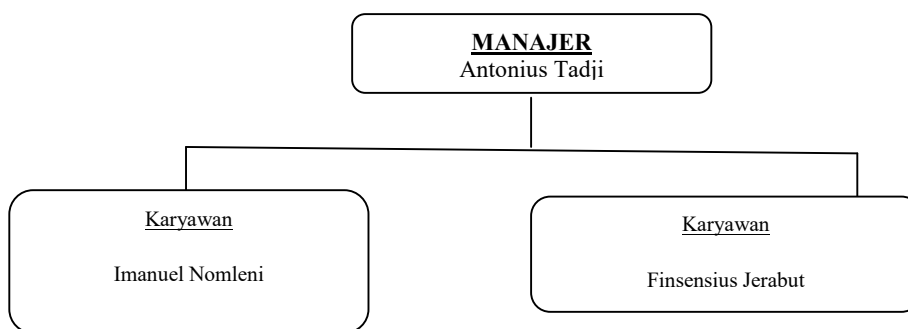 MANAJER
Antonius Tadji
Karyawan
Imanuel Nomleni
Karyawan
Finsensius Jerabut